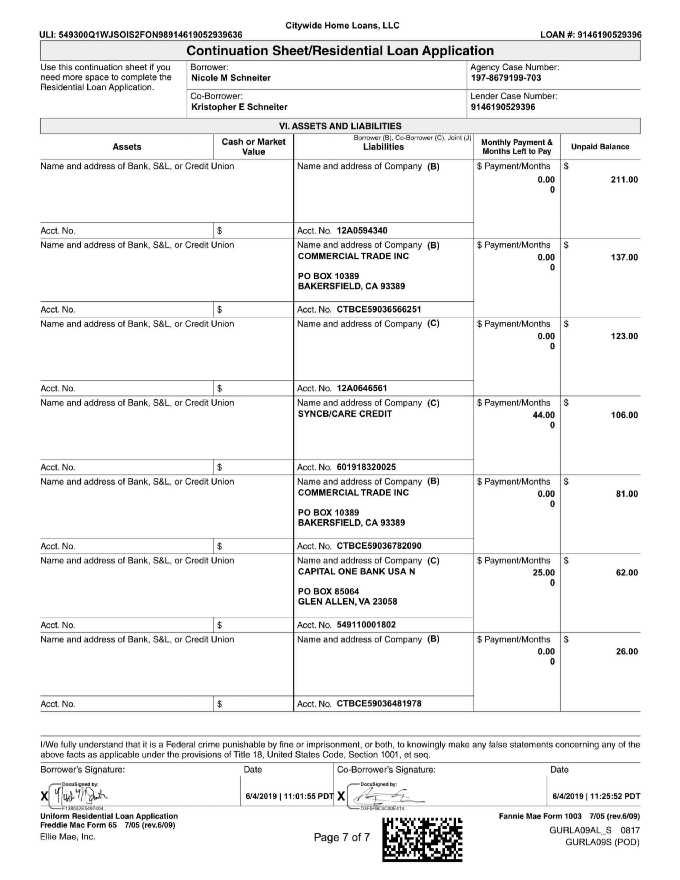 Citywide Home Loans, LLC
ULI: 549300Q1WJSOIS2FON98914619052939636
LOAN #: 9146190529396
Continuation Sheet/Residential Loan Application
Use this continuation sheet if you
need more space to complete the
Residential Loan Application.
Borrower:
Nicole M Schneiter
Agency Case Number:
197-8679199-703
Co-Borrower:
Kristopher E Schneiter
Lender Case Number:
9146190529396
VI. ASSETS AND LIABILITIES
Assets
Cash or Market
Value
Borrower (B), Co-Borrower (C), Joint (J)
Liabilities
Monthly Payment &
Months Left to Pay
Unpaid Balance
Name and address of Bank, S&L, or Credit Union
Name and address of Company (B)
$ Payment/Months
$
0.00
211.00
0
Acct. No.
$
Acct. No. 12A0594340
Name and address of Bank, S&L, or Credit Union
Name and address of Company (B)
$ Payment/Months
$
COMMERCIAL TRADE INC
0.00
137.00
0
PO BOX 10389
BAKERSFIELD, CA 93389
Acct. No.
$
Acct. No. CTBCE59036566251
Name and address of Bank, S&L, or Credit Union
Name and address of Company (C)
$ Payment/Months
$
0.00
123.00
0
Acct. No.
$
Acct. No. 12A0646561
Name and address of Bank, S&L, or Credit Union
Name and address of Company (C)
$ Payment/Months
$
SYNCB/CARE CREDIT
44.00
106.00
0
Acct. No.
$
Acct. No. 601918320025
Name and address of Bank, S&L, or Credit Union
Name and address of Company (B)
$ Payment/Months
$
COMMERCIAL TRADE INC
0.00
81.00
0
PO BOX 10389
BAKERSFIELD, CA 93389
Acct. No.
$
Acct. No. CTBCE59036782090
Name and address of Bank, S&L, or Credit Union
Name and address of Company (C)
$ Payment/Months
$
CAPITAL ONE BANK USA N
25.00
62.00
0
PO BOX 85064
GLEN ALLEN, VA 23058
Acct. No.
$
Acct. No. 549110001802
Name and address of Bank, S&L, or Credit Union
Name and address of Company (B)
$ Payment/Months
$
0.00
26.00
0
Acct. No.
$
Acct. No. CTBCE59036481978
I/We fully understand that it is a Federal crime punishable by fine or imprisonment, or both, to knowingly make any false statements concerning any of the
above facts as applicable under the provisions of Title 18, United States Code, Section 1001, et seq.
Borrower's Signature:
Date
Co-Borrower's Signature:
Date
DocuSigned by:
DocuSigned by:
X
6/4/2019 | 11:01:55 PDT
X
6/4/2019 | 11:25:52 PDT
Uniform Residential Loan Application
Freddie Mac Form 65 7/05 (rev.6/09)
Ellie Mae, Inc.
Page 7 of 7
Fannie Mae Form 1003 7/05 (rev.6/09)
GURLA09AL_S 0817
GURLA09S (POD)